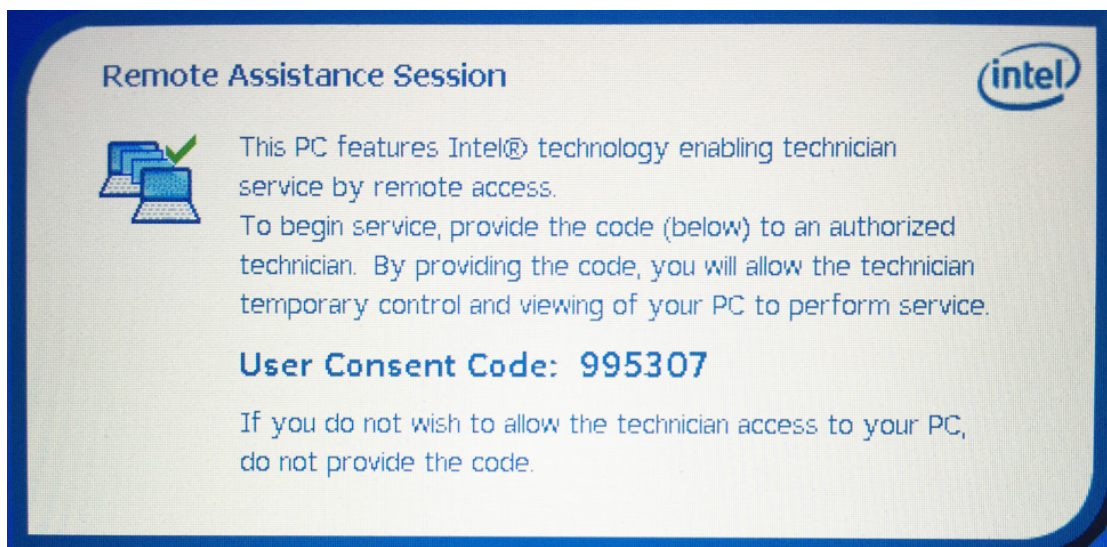 Remote Assistance Session
intel
This PC features Intel® technology enabling technician
service by remote access.
To begin service, provide the code (below) to an authorized
technician. By providing the code, you will allow the technician
temporary control and viewing of your PC to perform service.
User Consent Code: 995307
If you do not wish to allow the technician access to your PC,
do not provide the code.